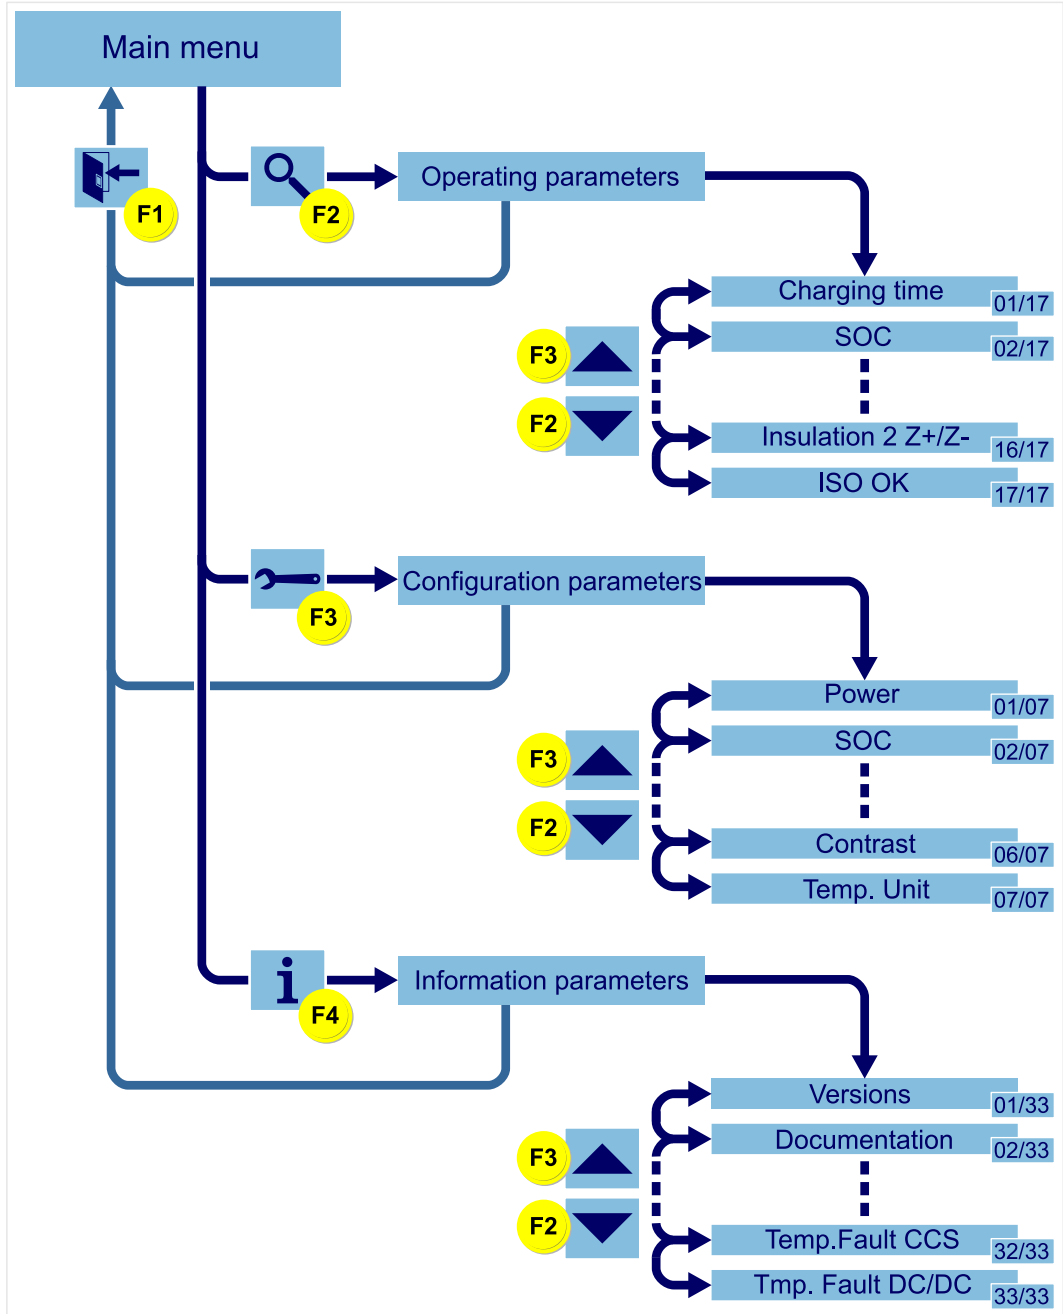 Main menu
F1
F2
Operating parameters
Charging time
01/17
SOC
02/17
F3
F2
Insulation 2 Z+/Z-
16/17
ISO OK
17/17
F3
Configuration parameters
Power
01/07
SOC
02/07
F3
F2
Contrast
06/07
Temp. Unit
07/07
i
F4
Information parameters
Versions
01/33
Documentation
02/33
F3
F2
Temp.Fault CCS
32/33
Tmp. Fault DC/DC
33/33